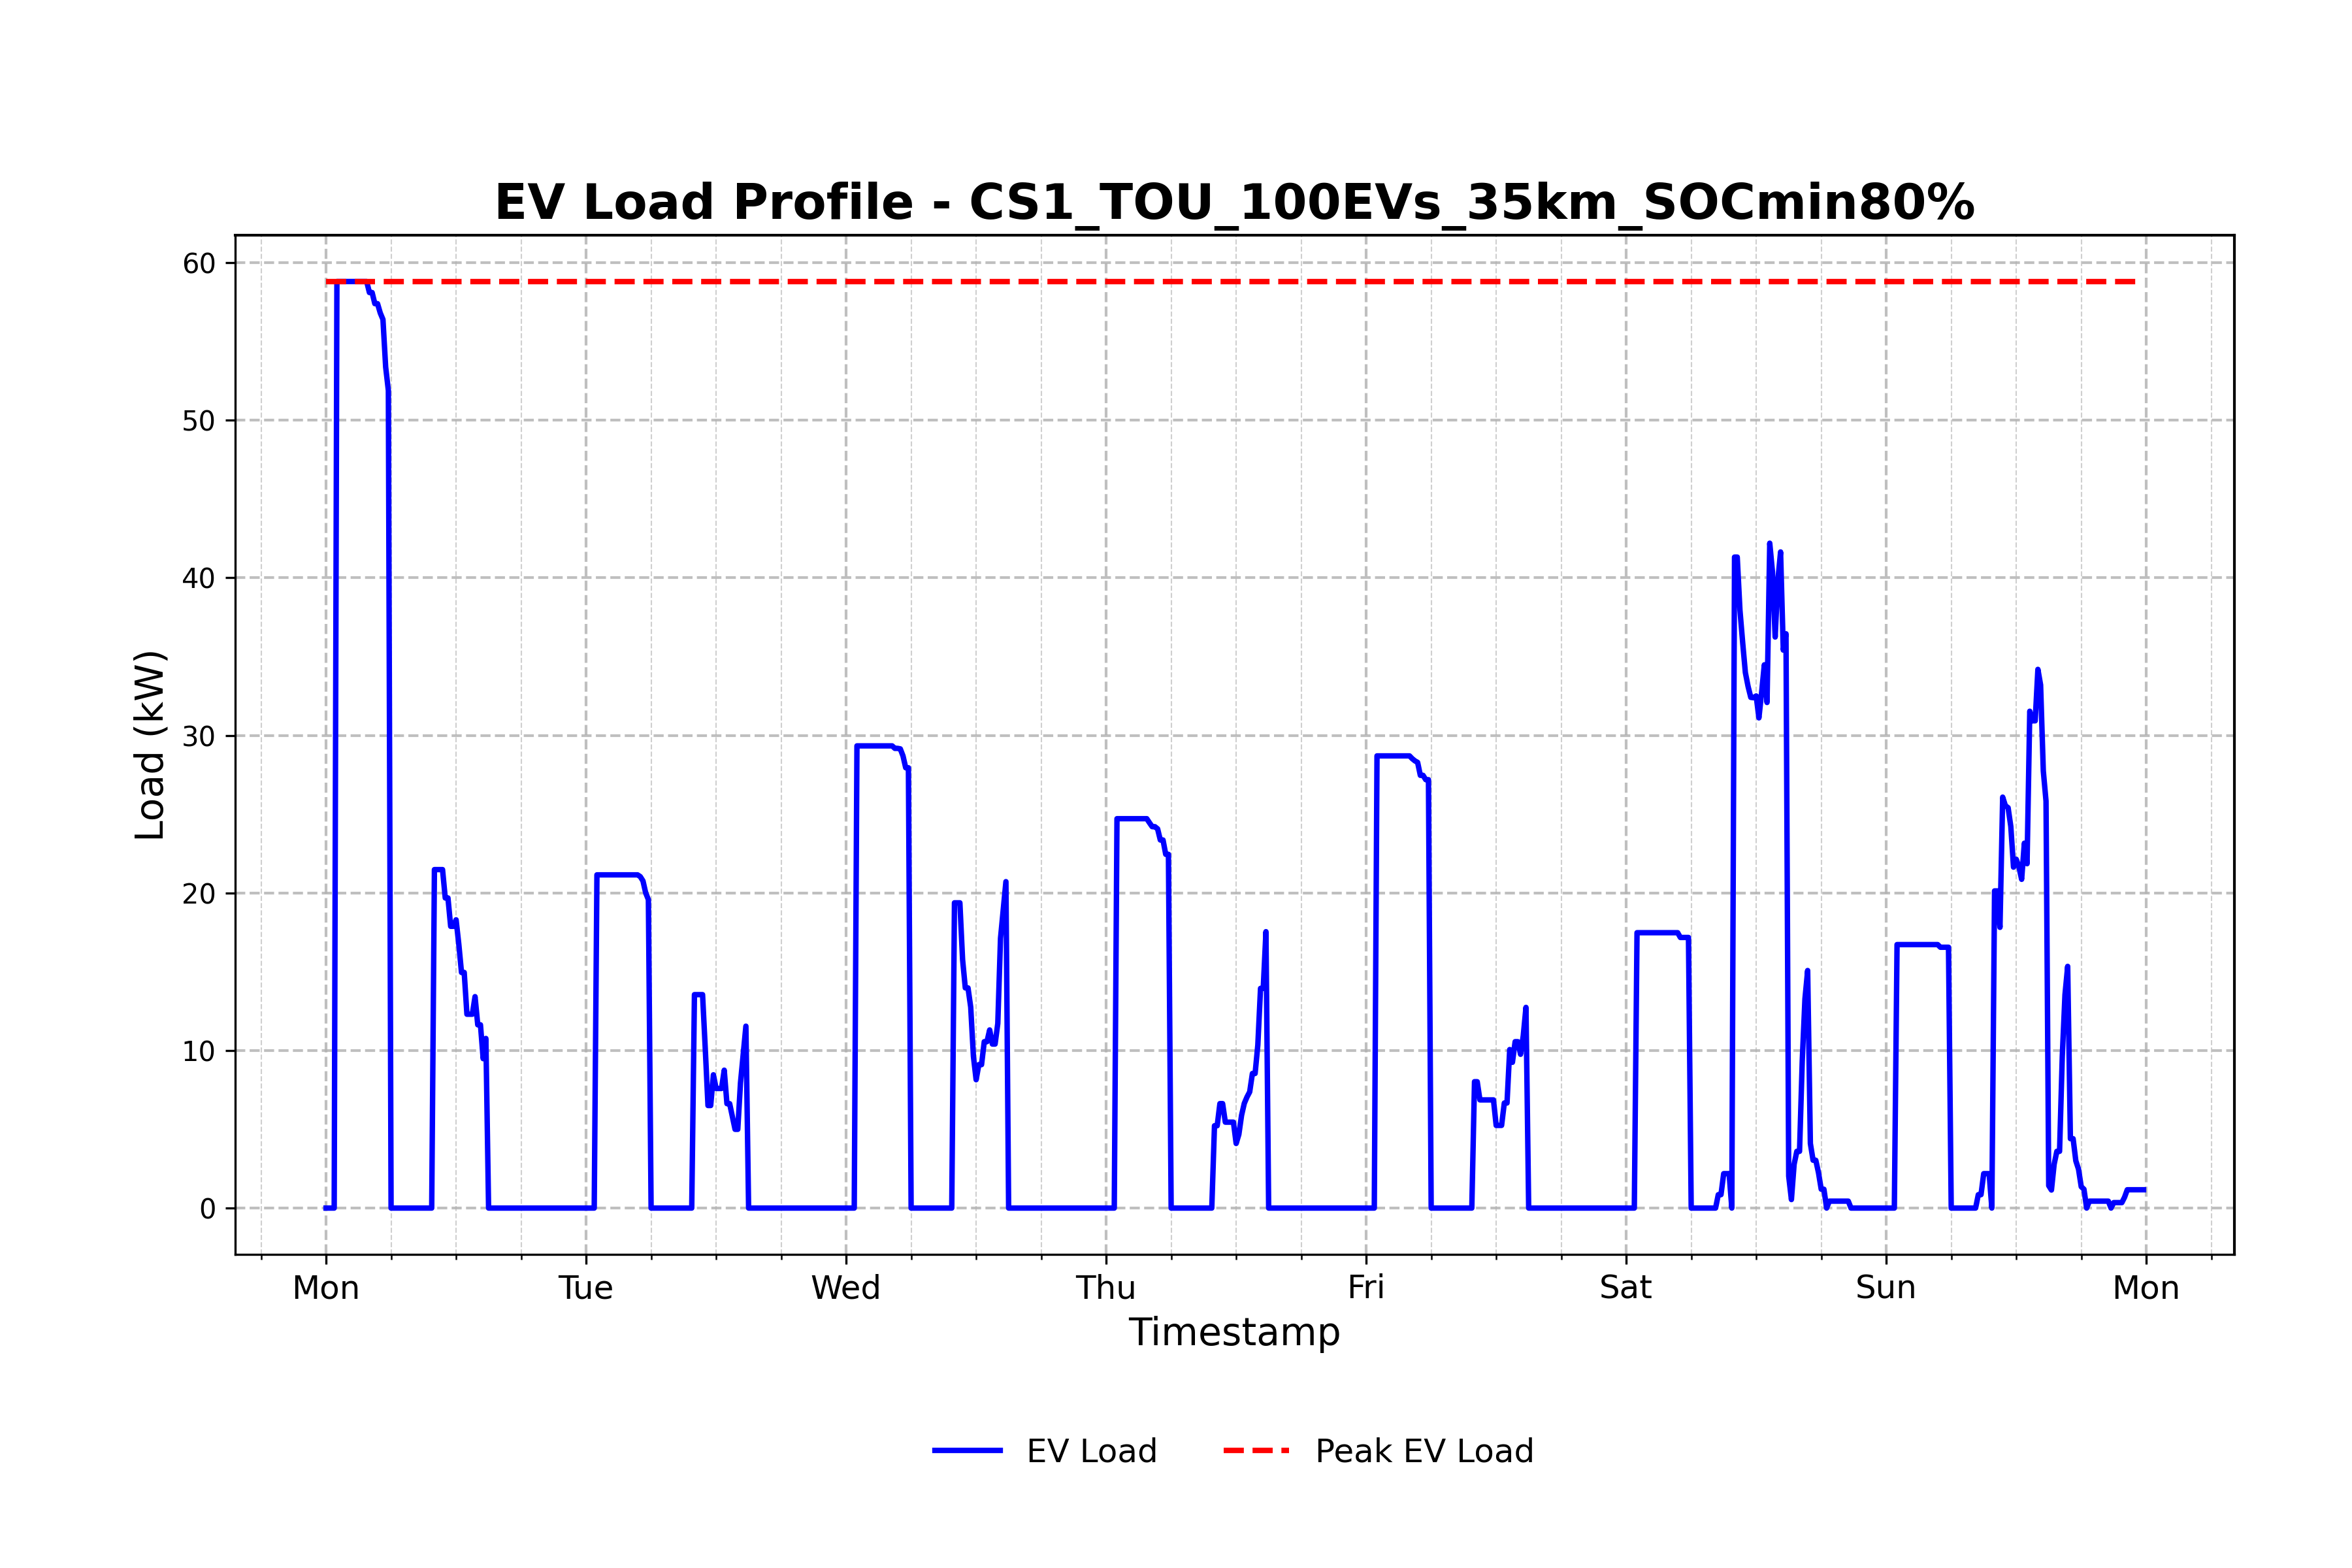 EV Load Profile - CS1_TOU_100EVs_35km_SOCmin80%
60
50
40
30
20
10
0
Load (kW)
Mon Tue Wed Thu Fri Sat Sun Mon
Timestamp
EV Load Peak EV Load